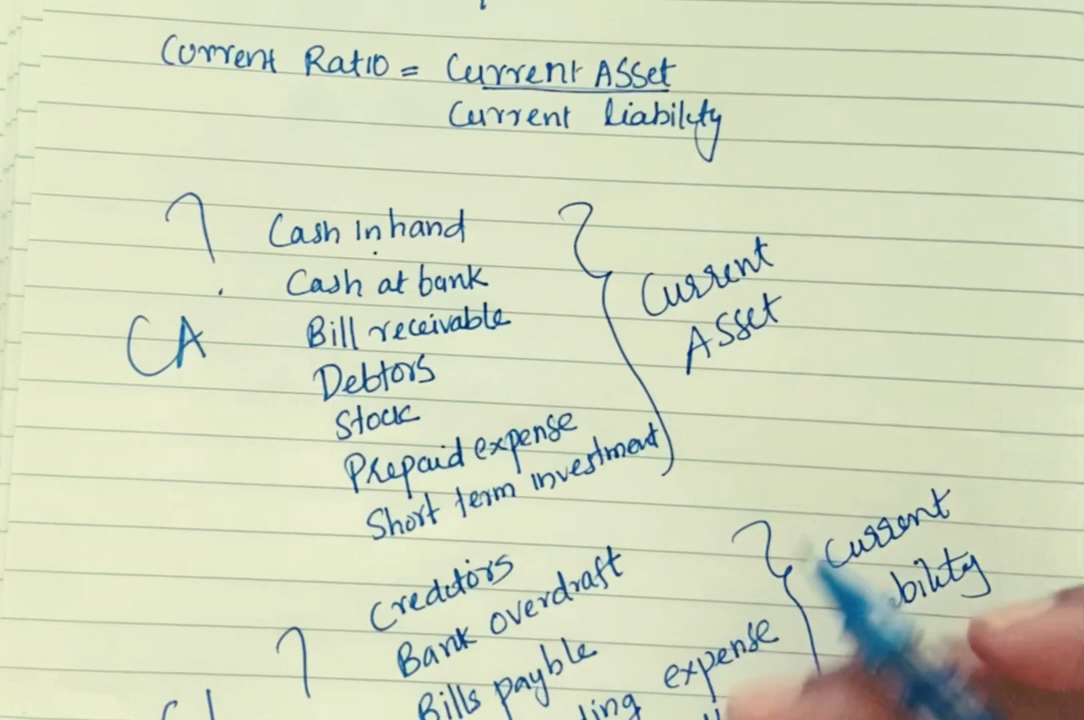 Current Ratio = Current Asset
Current liability
Cash in hand
Cash at bank
CA
Bill receivable
Debtors
Stock
Prepaid expense
Short term investment
Current
Asset
Creditors
Bank overdraft
Bills payble
expense
Current